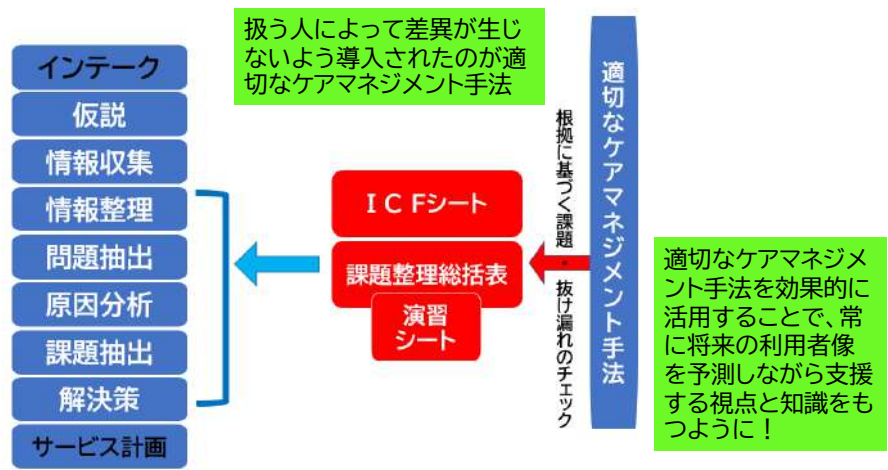 扱う人によって差異が生じ
ないよう導入されたのが適
切なケアマネジメント手法
インテーク
仮説
情報収集
情報整理
問題抽出
原因分析
課題抽出
解決策
サービス計画
ICFシート
課題整理総括表
演習
シート
根拠に基づく課題・抜け漏れのチェック
適切なケアマネジメント手法
適切なケアマネジメ
ント手法を効果的に
活用することで、常
に将来の利用者像
を予測しながら支援
する視点と知識をも
つように!